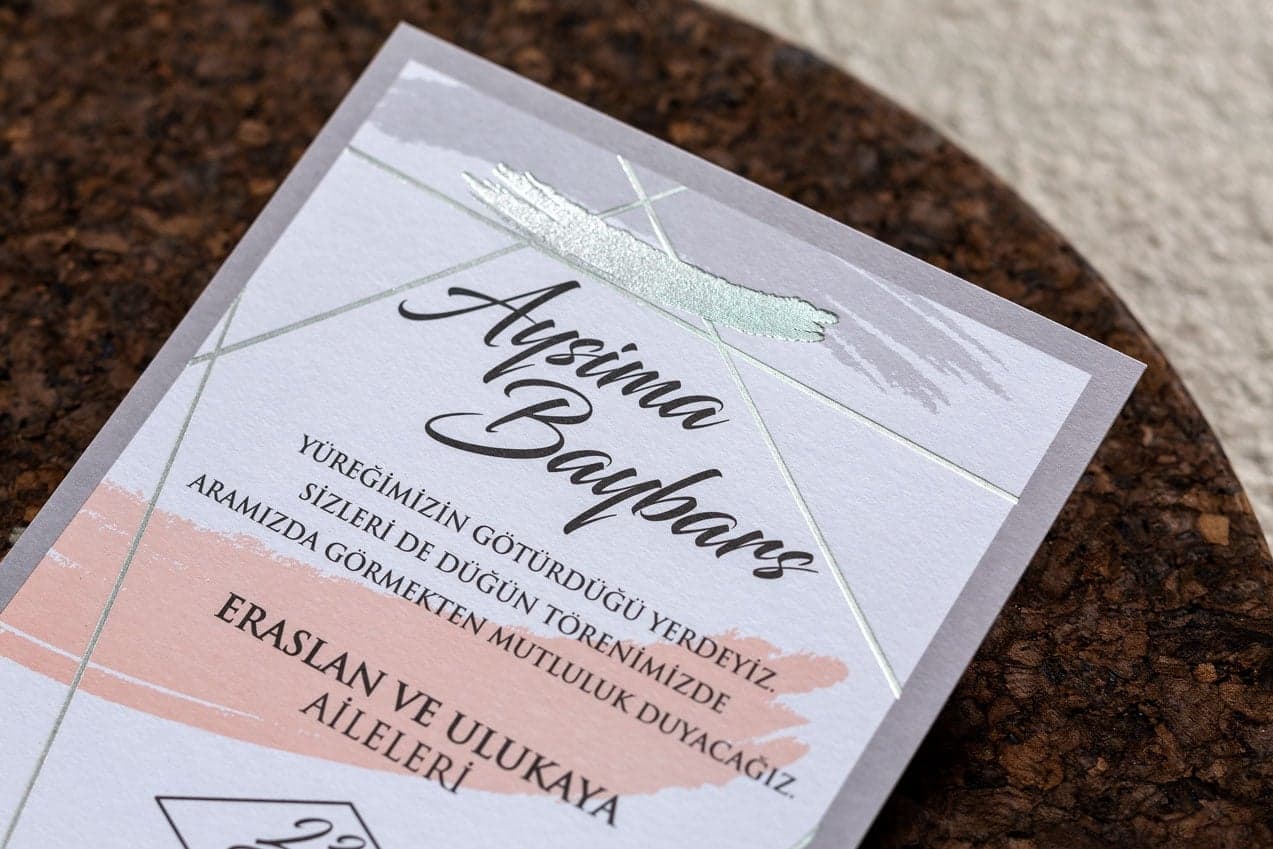 Aysima
Baybars
YÜREĞİMİZİN GÖTÜRDÜĞÜ YERDEYİZ.
SİZLERİ DE DÜĞÜN TÖRENİMİZDE
ARAMIZDA GÖRMEKTEN MUTLULUK DUYACAĞIZ.
ERASLAN VE ULUKAYA
AİLELERİ